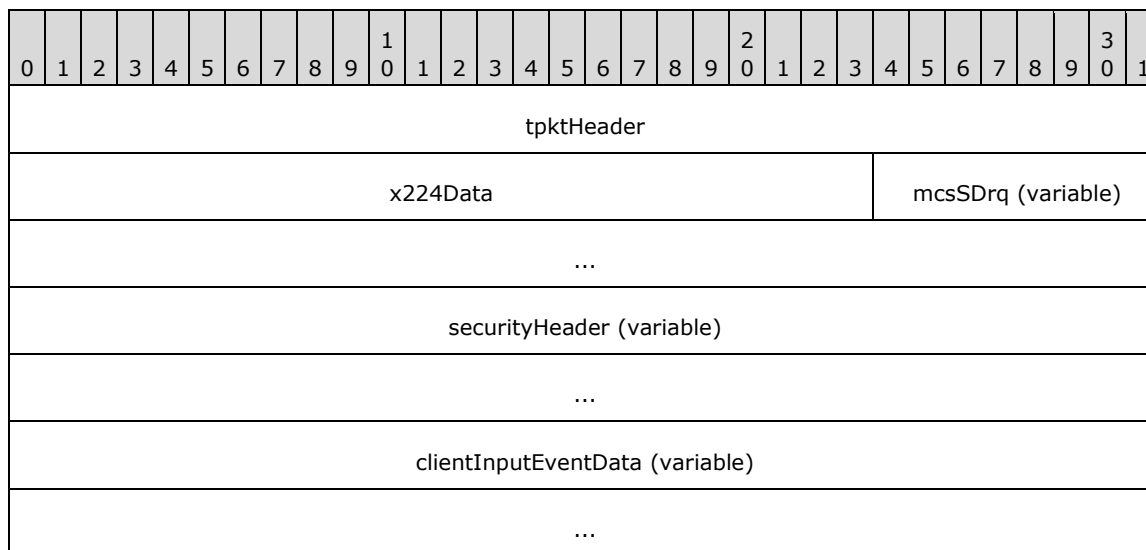 1 2 3
0 1 2 3 4 5 6 7 8 9 0 1 2 3 4 5 6 7 8 9 0 1 2 3 4 5 6 7 8 9 0 1
tpktHeader
x224Data mcsSDrq (variable)
...
securityHeader (variable)
...
clientInputEventData (variable)
...